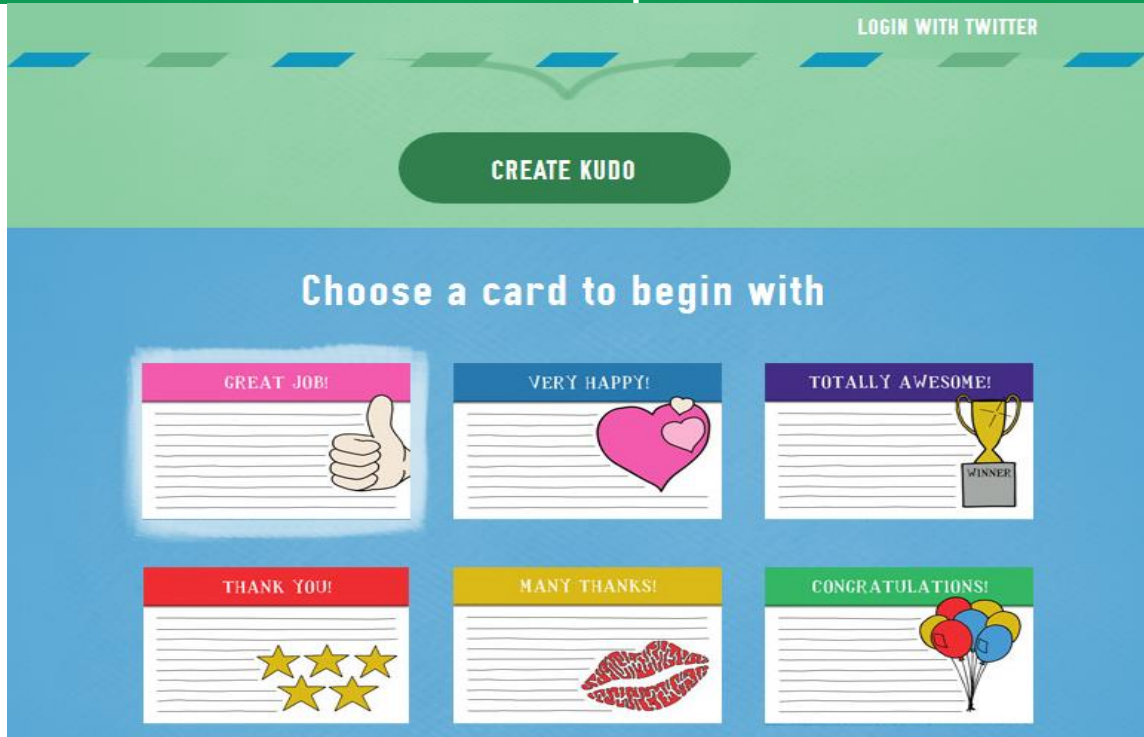 LOGIN WITH TWITTER
CREATE KUDO
Choose a card to begin with
GREAT JOB!
VERY HAPPY!
TOTALLY AWESOME!
WINNER
THANK YOU!
MANY THANKS!
CONGRATULATIONS!